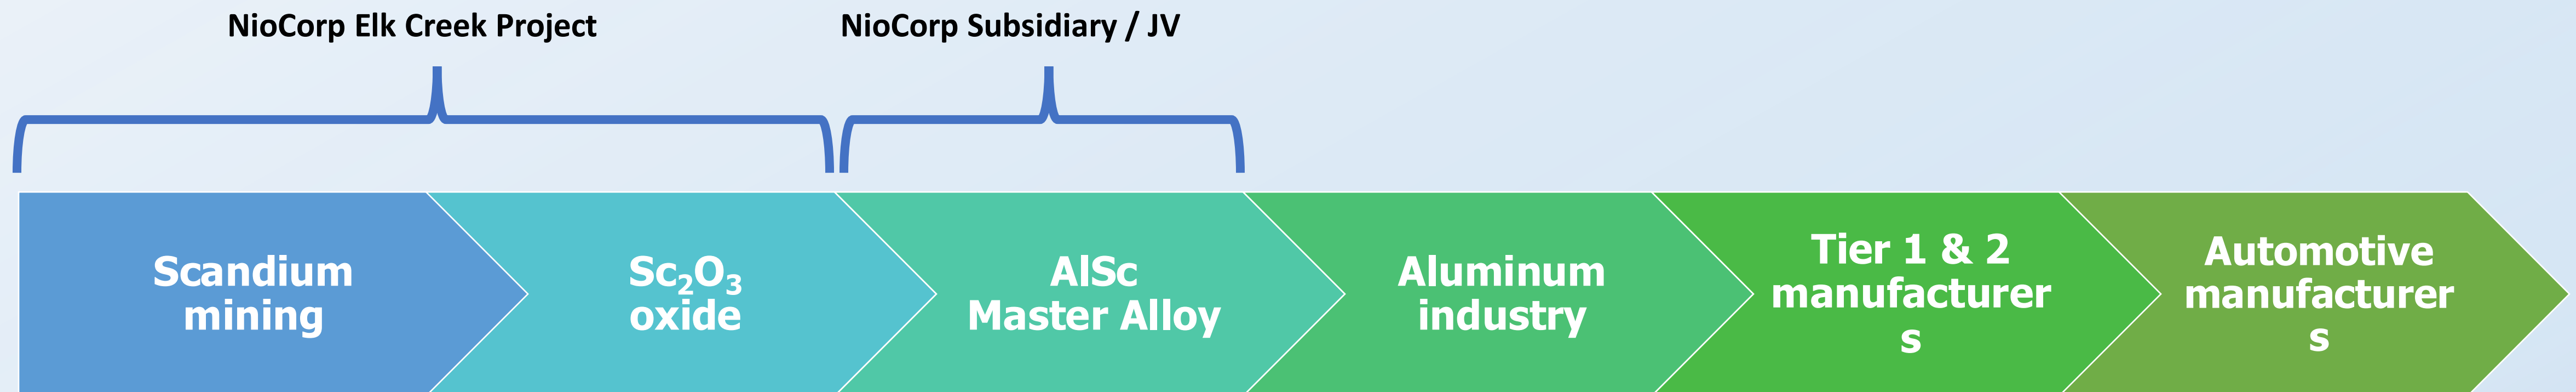 NioCorp Elk Creek Project
NioCorp Subsidiary / JV
Scandium
mining
Sc₂O₃
oxide
AlSc
Master Alloy
Aluminum
industry
Tier 1 & 2
manufacturer
s
Automotive
manufacturer
s